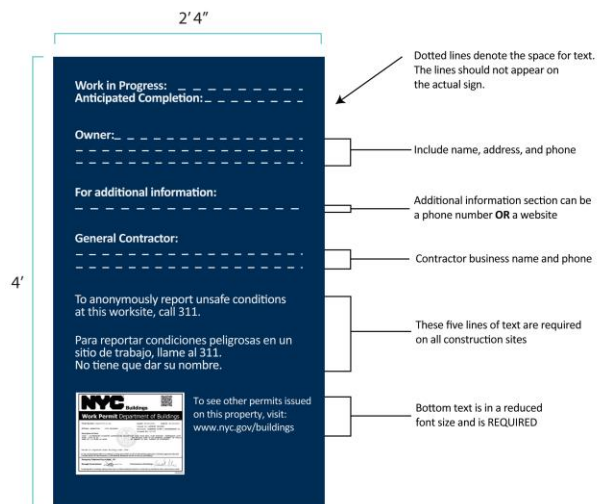 2'4"
Dotted lines denote the space for text.
The lines should not appear on
the actual sign.
Work in Progress:
Anticipated Completion:
Owner:
Include name, address, and phone
For additional information:
Additional information section can be
a phone number OR a website
General Contractor:
Contractor business name and phone
4'
To anonymously report unsafe conditions
at this worksite, call 311.
Para reportar condiciones peligrosas en un
sitio de trabajo, llame al 311.
No tiene que dar su nombre.
These five lines of text are required
on all construction sites
NYC Buildings
Work Permit Department of Buildings
To see other permits issued
on this property, visit:
www.nyc.gov/buildings
Bottom text is in a reduced
font size and is REQUIRED